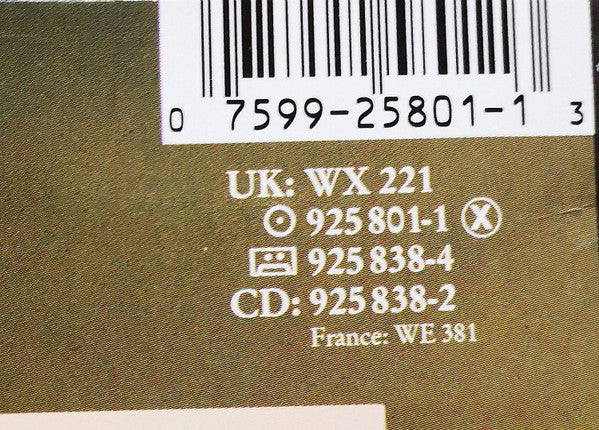 0 7599-25801-1 3
UK: WX 221
925 801-1 X
925 838-4
CD: 925 838-2
France: WE 381